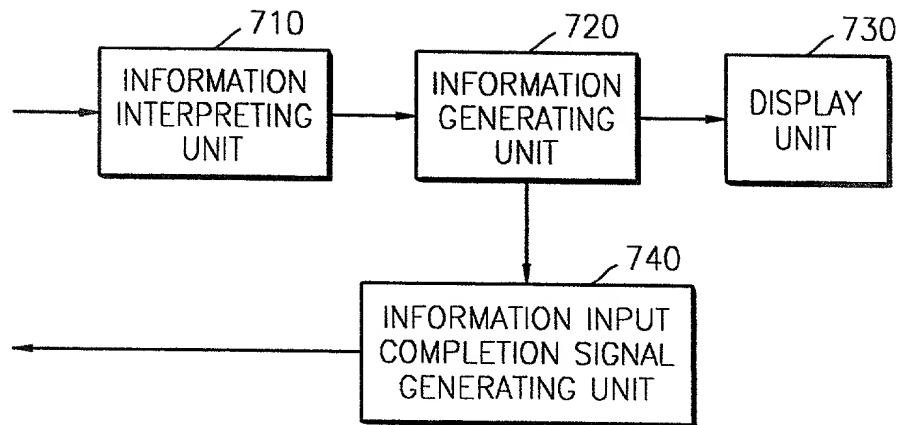 710
INFORMATION
INTERPRETING
UNIT
720
INFORMATION
GENERATING
UNIT
730
DISPLAY
UNIT
740
INFORMATION INPUT
COMPLETION SIGNAL
GENERATING UNIT